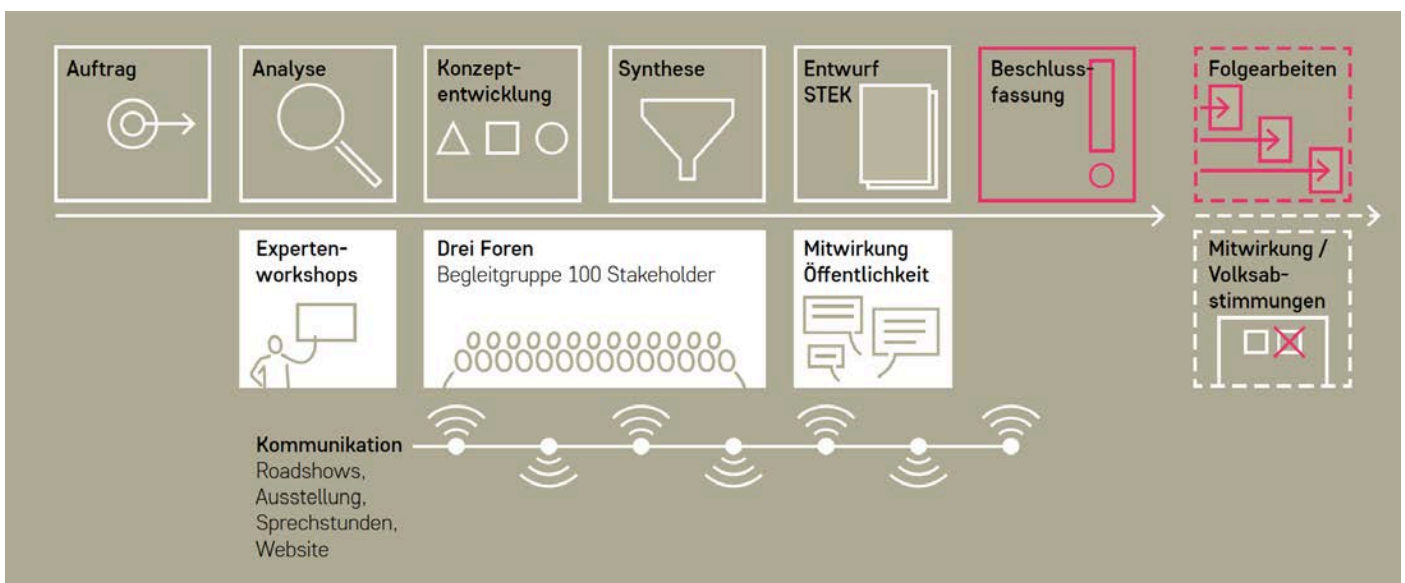 Auftrag
Analyse
Konzept-
entwicklung
Synthese
Entwurf
STEK
Beschluss-
fassung
Folgearbeiten
Experten-
workshops
Drei Foren
Begleitgruppe 100 Stakeholder
Mitwirkung
Öffentlichkeit
Mitwirkung /
Volksab-
stimmungen
Kommunikation
Roadshows,
Ausstellung,
Sprechstunden,
Website